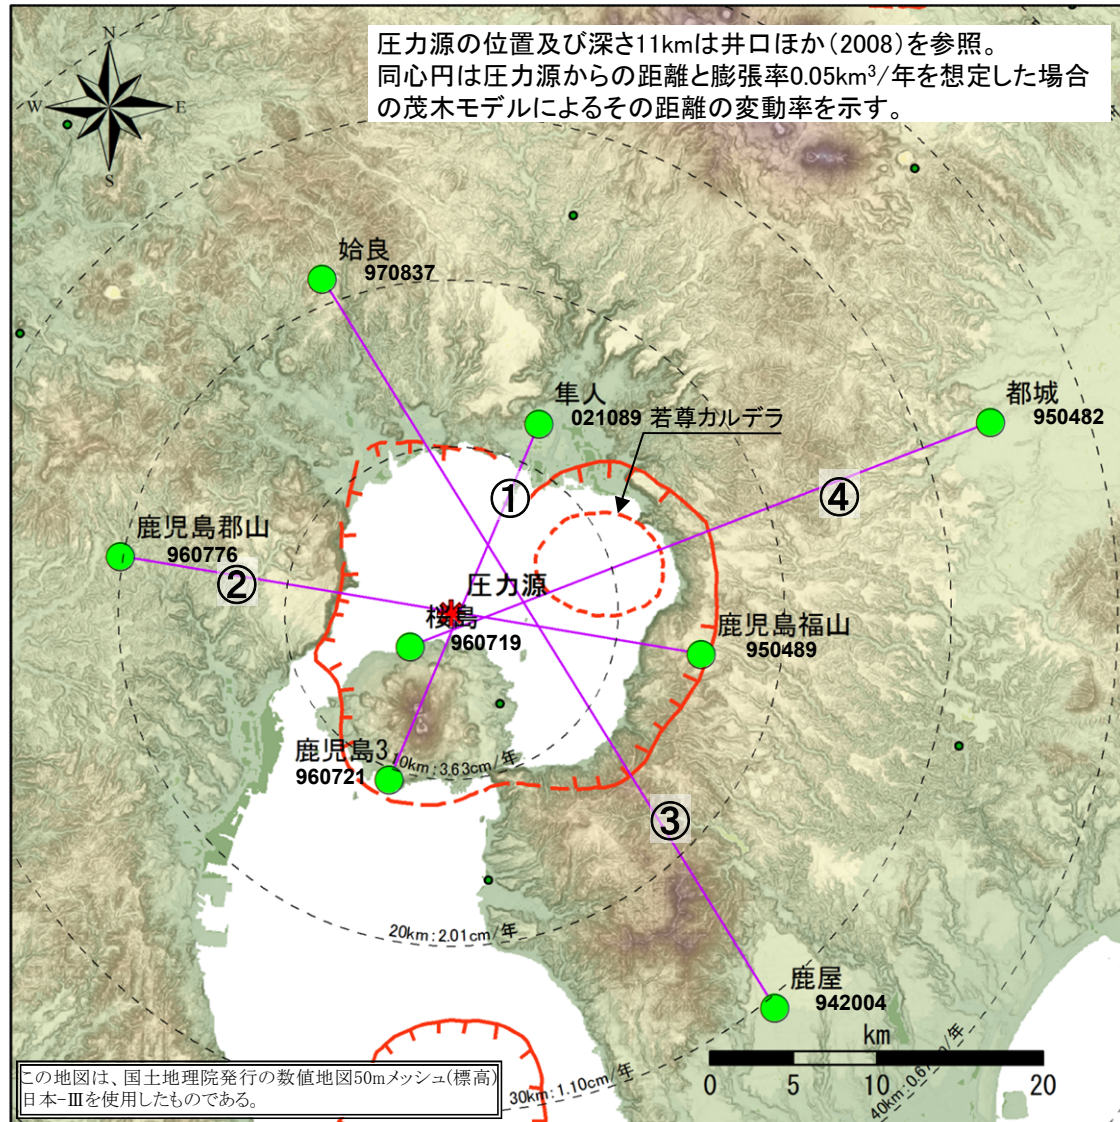 圧力源の位置及び深さ11kmは井口ほか(2008)を参照。
同心円は圧力源からの距離と膨張率0.05km³/年を想定した場合
の茂木モデルによるその距離の変動率を示す。
N
W
E
S
姶良
970837
隼人
021089
若尊カルデラ
都城
950482
①
④
鹿児島郡山
960776
②
圧力源
桜島
960719
鹿児島福山
950489
鹿児島3
960721
10km:3.63cm/年
③
20km:2.01cm/年
鹿屋
942004
km
0 5 10 20
30km:1.10cm/年
この地図は、国土地理院発行の数値地図50mメッシュ(標高)
日本-Ⅲを使用したものである。